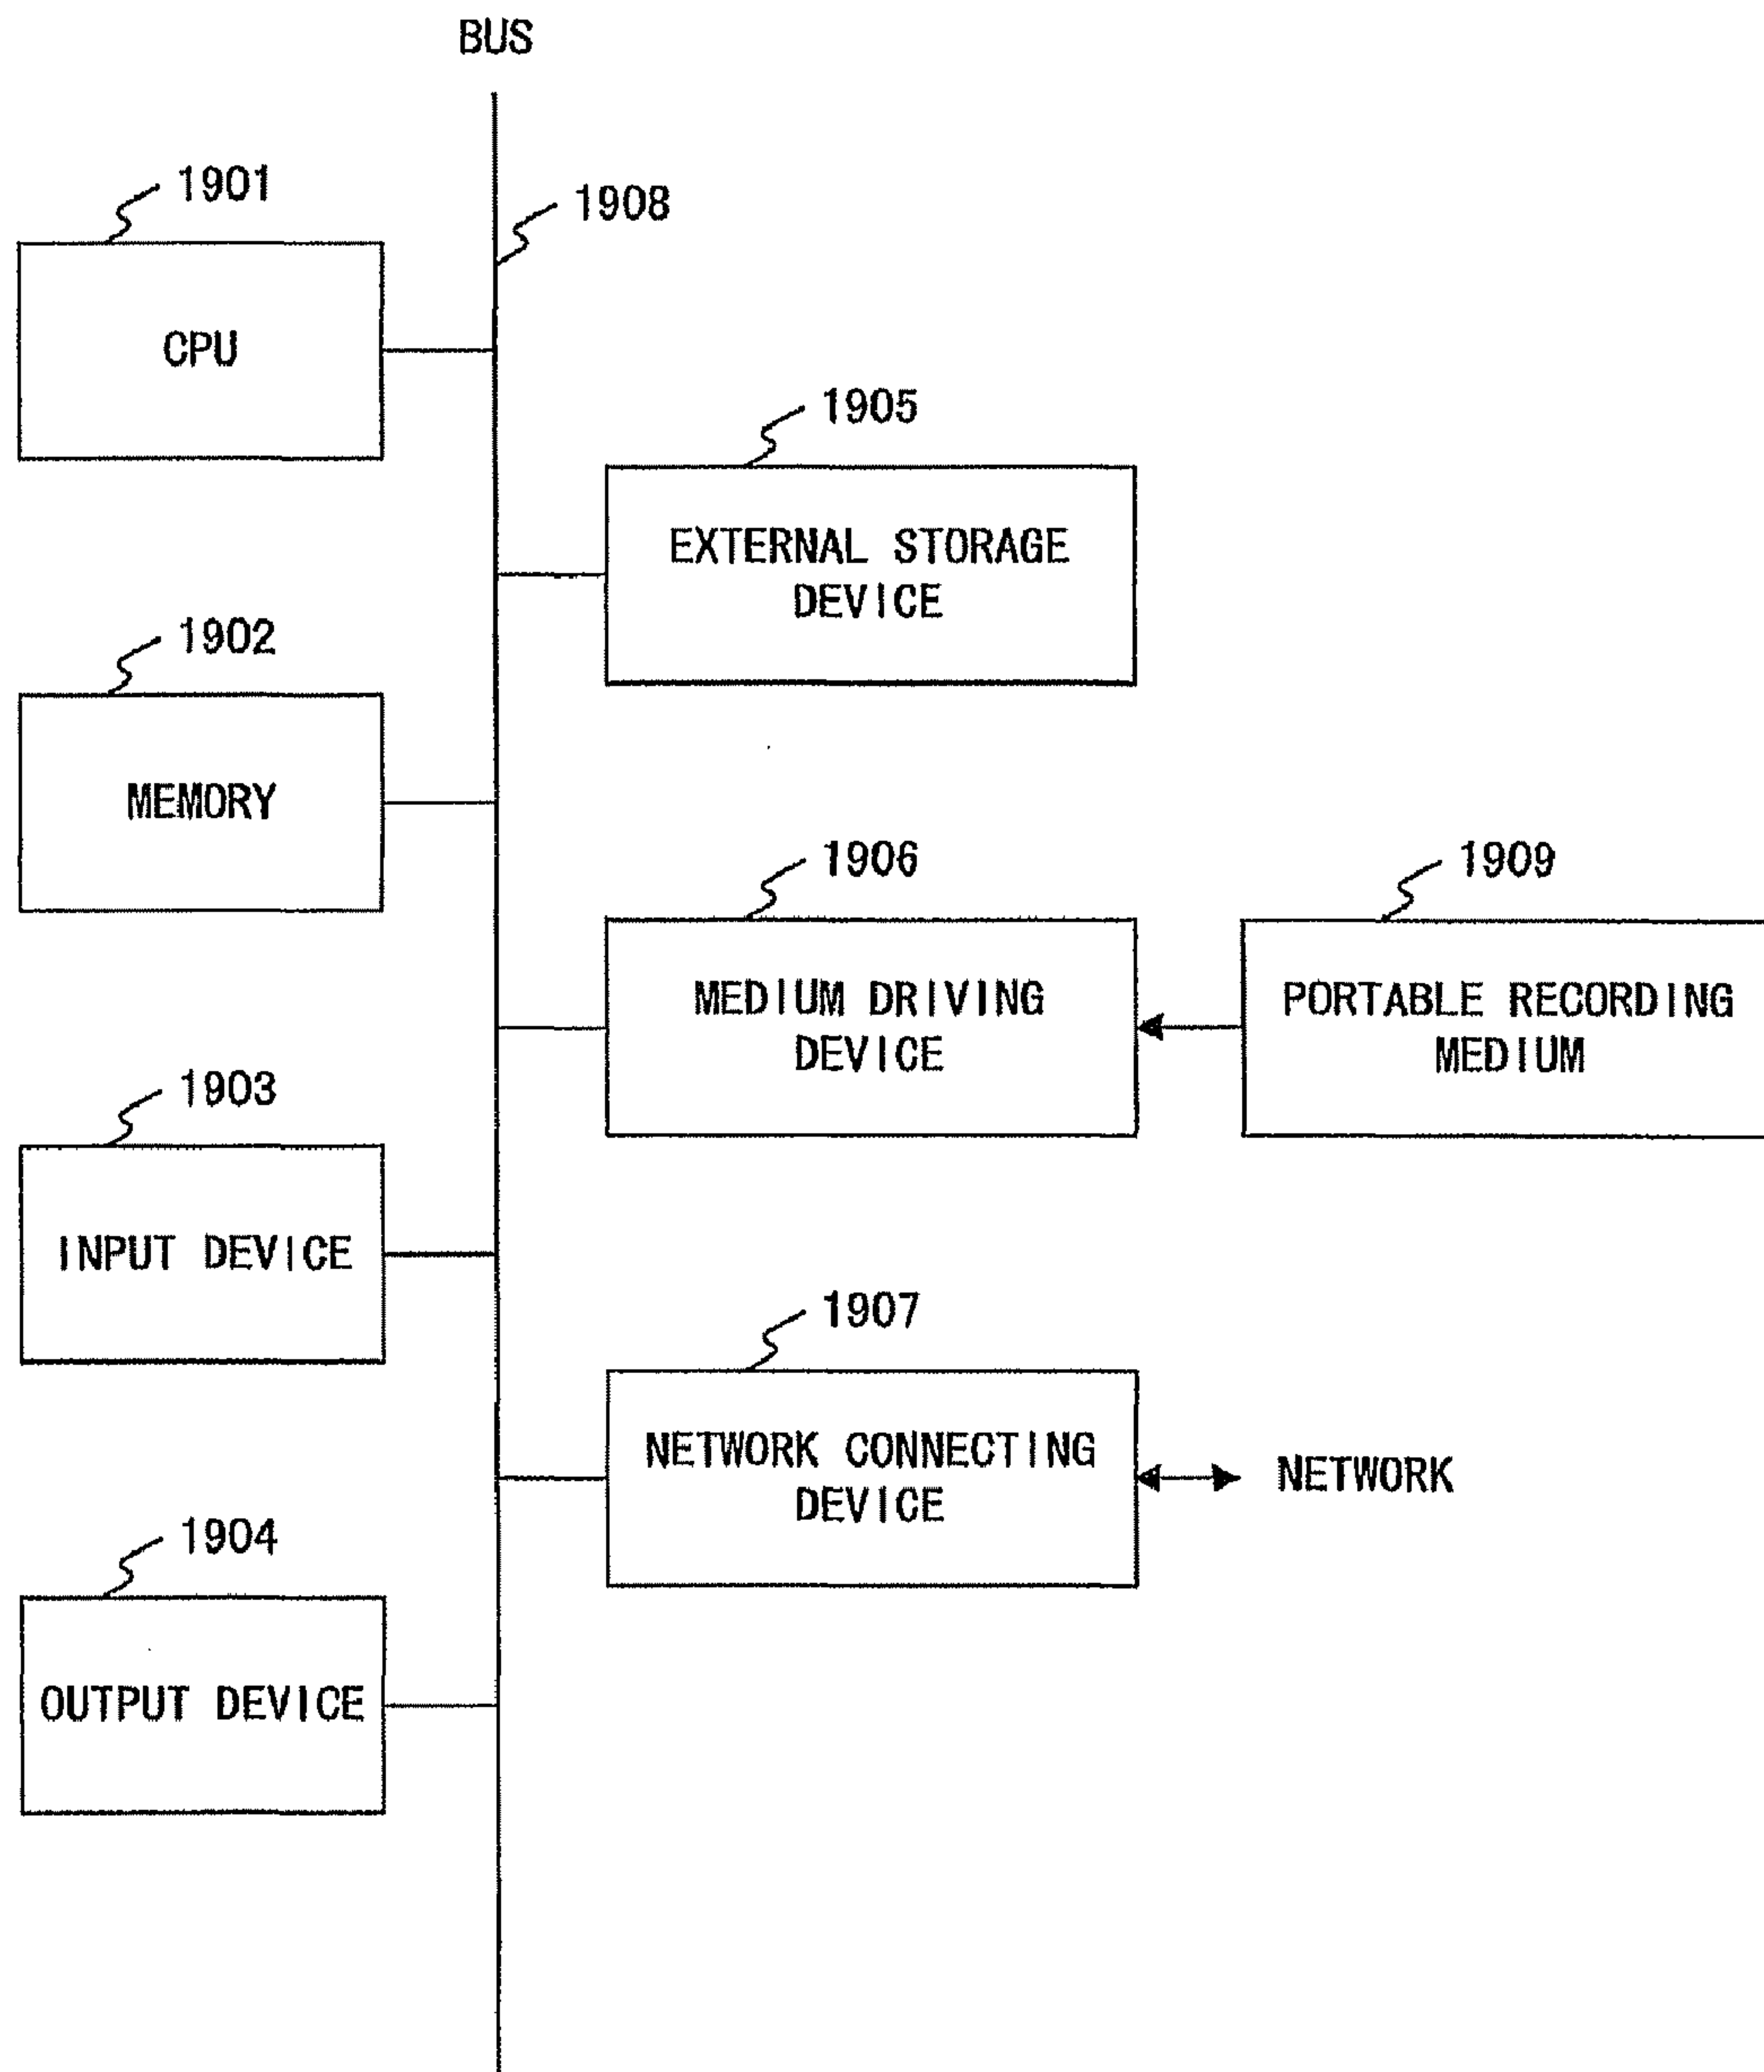 BUS
1901
1908
CPU
1905
EXTERNAL STORAGE
DEVICE
1902
MEMORY
1906
1909
MEDIUM DRIVING
DEVICE
PORTABLE RECORDING
MEDIUM
1903
INPUT DEVICE
1907
NETWORK CONNECTING
DEVICE
NETWORK
1904
OUTPUT DEVICE